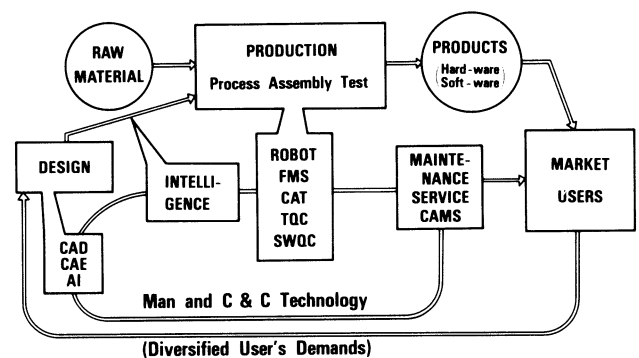 RAW
MATERIAL
PRODUCTION
Process Assembly Test
PRODUCTS
(Hard-ware
Soft-ware)
DESIGN
CAD
CAE
AI
INTELLI-
GENCE
ROBOT
FMS
CAT
TQC
SWQC
MAINTE-
NANCE
SERVICE
CAMS
MARKET
USERS
Man and C & C Technology
(Diversified User's Demands)